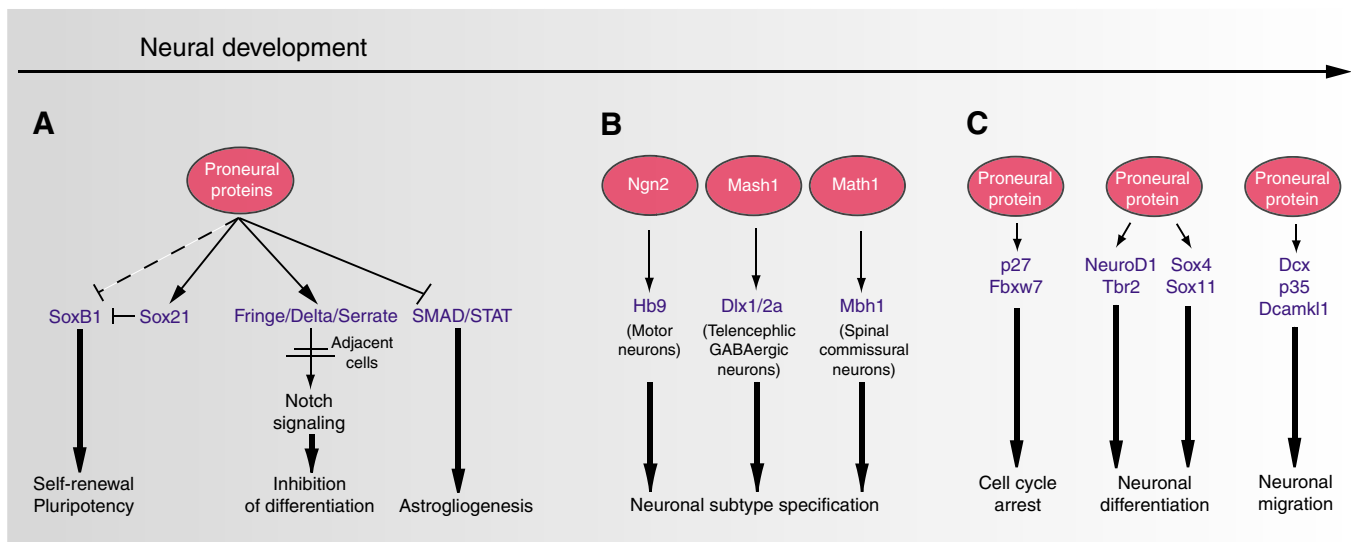 Neural development
A
Proneural
proteins
SoxB1
Sox21
Fringe/Delta/Serrate
SMAD/STAT
Adjacent
cells
Notch
signaling
Self-renewal
Pluripotency
Inhibition
of differentiation
Astrogliogenesis
B
Ngn2
Mash1
Math1
Hb9
(Motor
neurons)
Dlx1/2a
(Telencephlic
GABAergic
neurons)
Mbh1
(Spinal
commissural
neurons)
Neuronal subtype specification
C
Proneural
protein
p27
Fbxw7
Cell cycle
arrest
Proneural
protein
NeuroD1
Tbr2
Sox4
Sox11
Neuronal
differentiation
Proneural
protein
Dcx
p35
Dcamkl1
Neuronal
migration